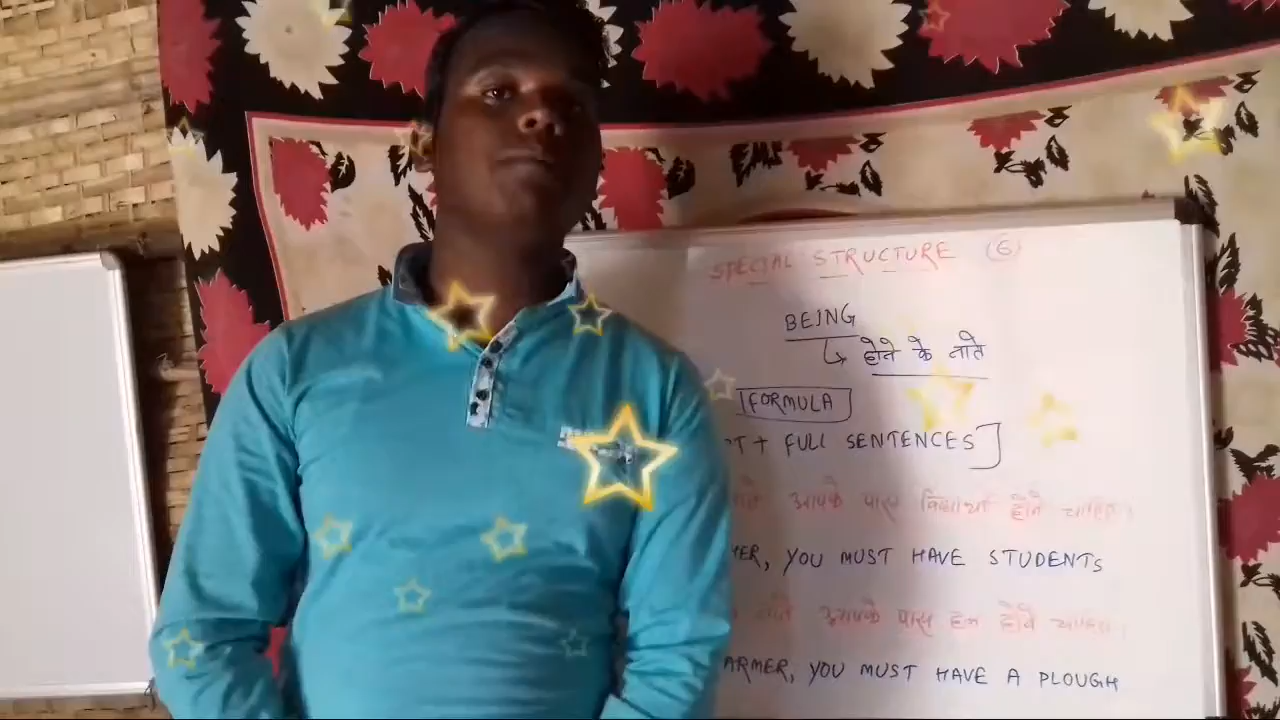 SPECIAL STRUCTURE (6)
BEING
↳ होने के नाते
FORMULA
T + FULL SENTENCES]
नाते आपके पास विद्यार्थी होने चाहिए।
HER, YOU MUST HAVE STUDENTS
नाते आपके पास हल होने चाहिए।
ARMER, YOU MUST HAVE A PLOUGH